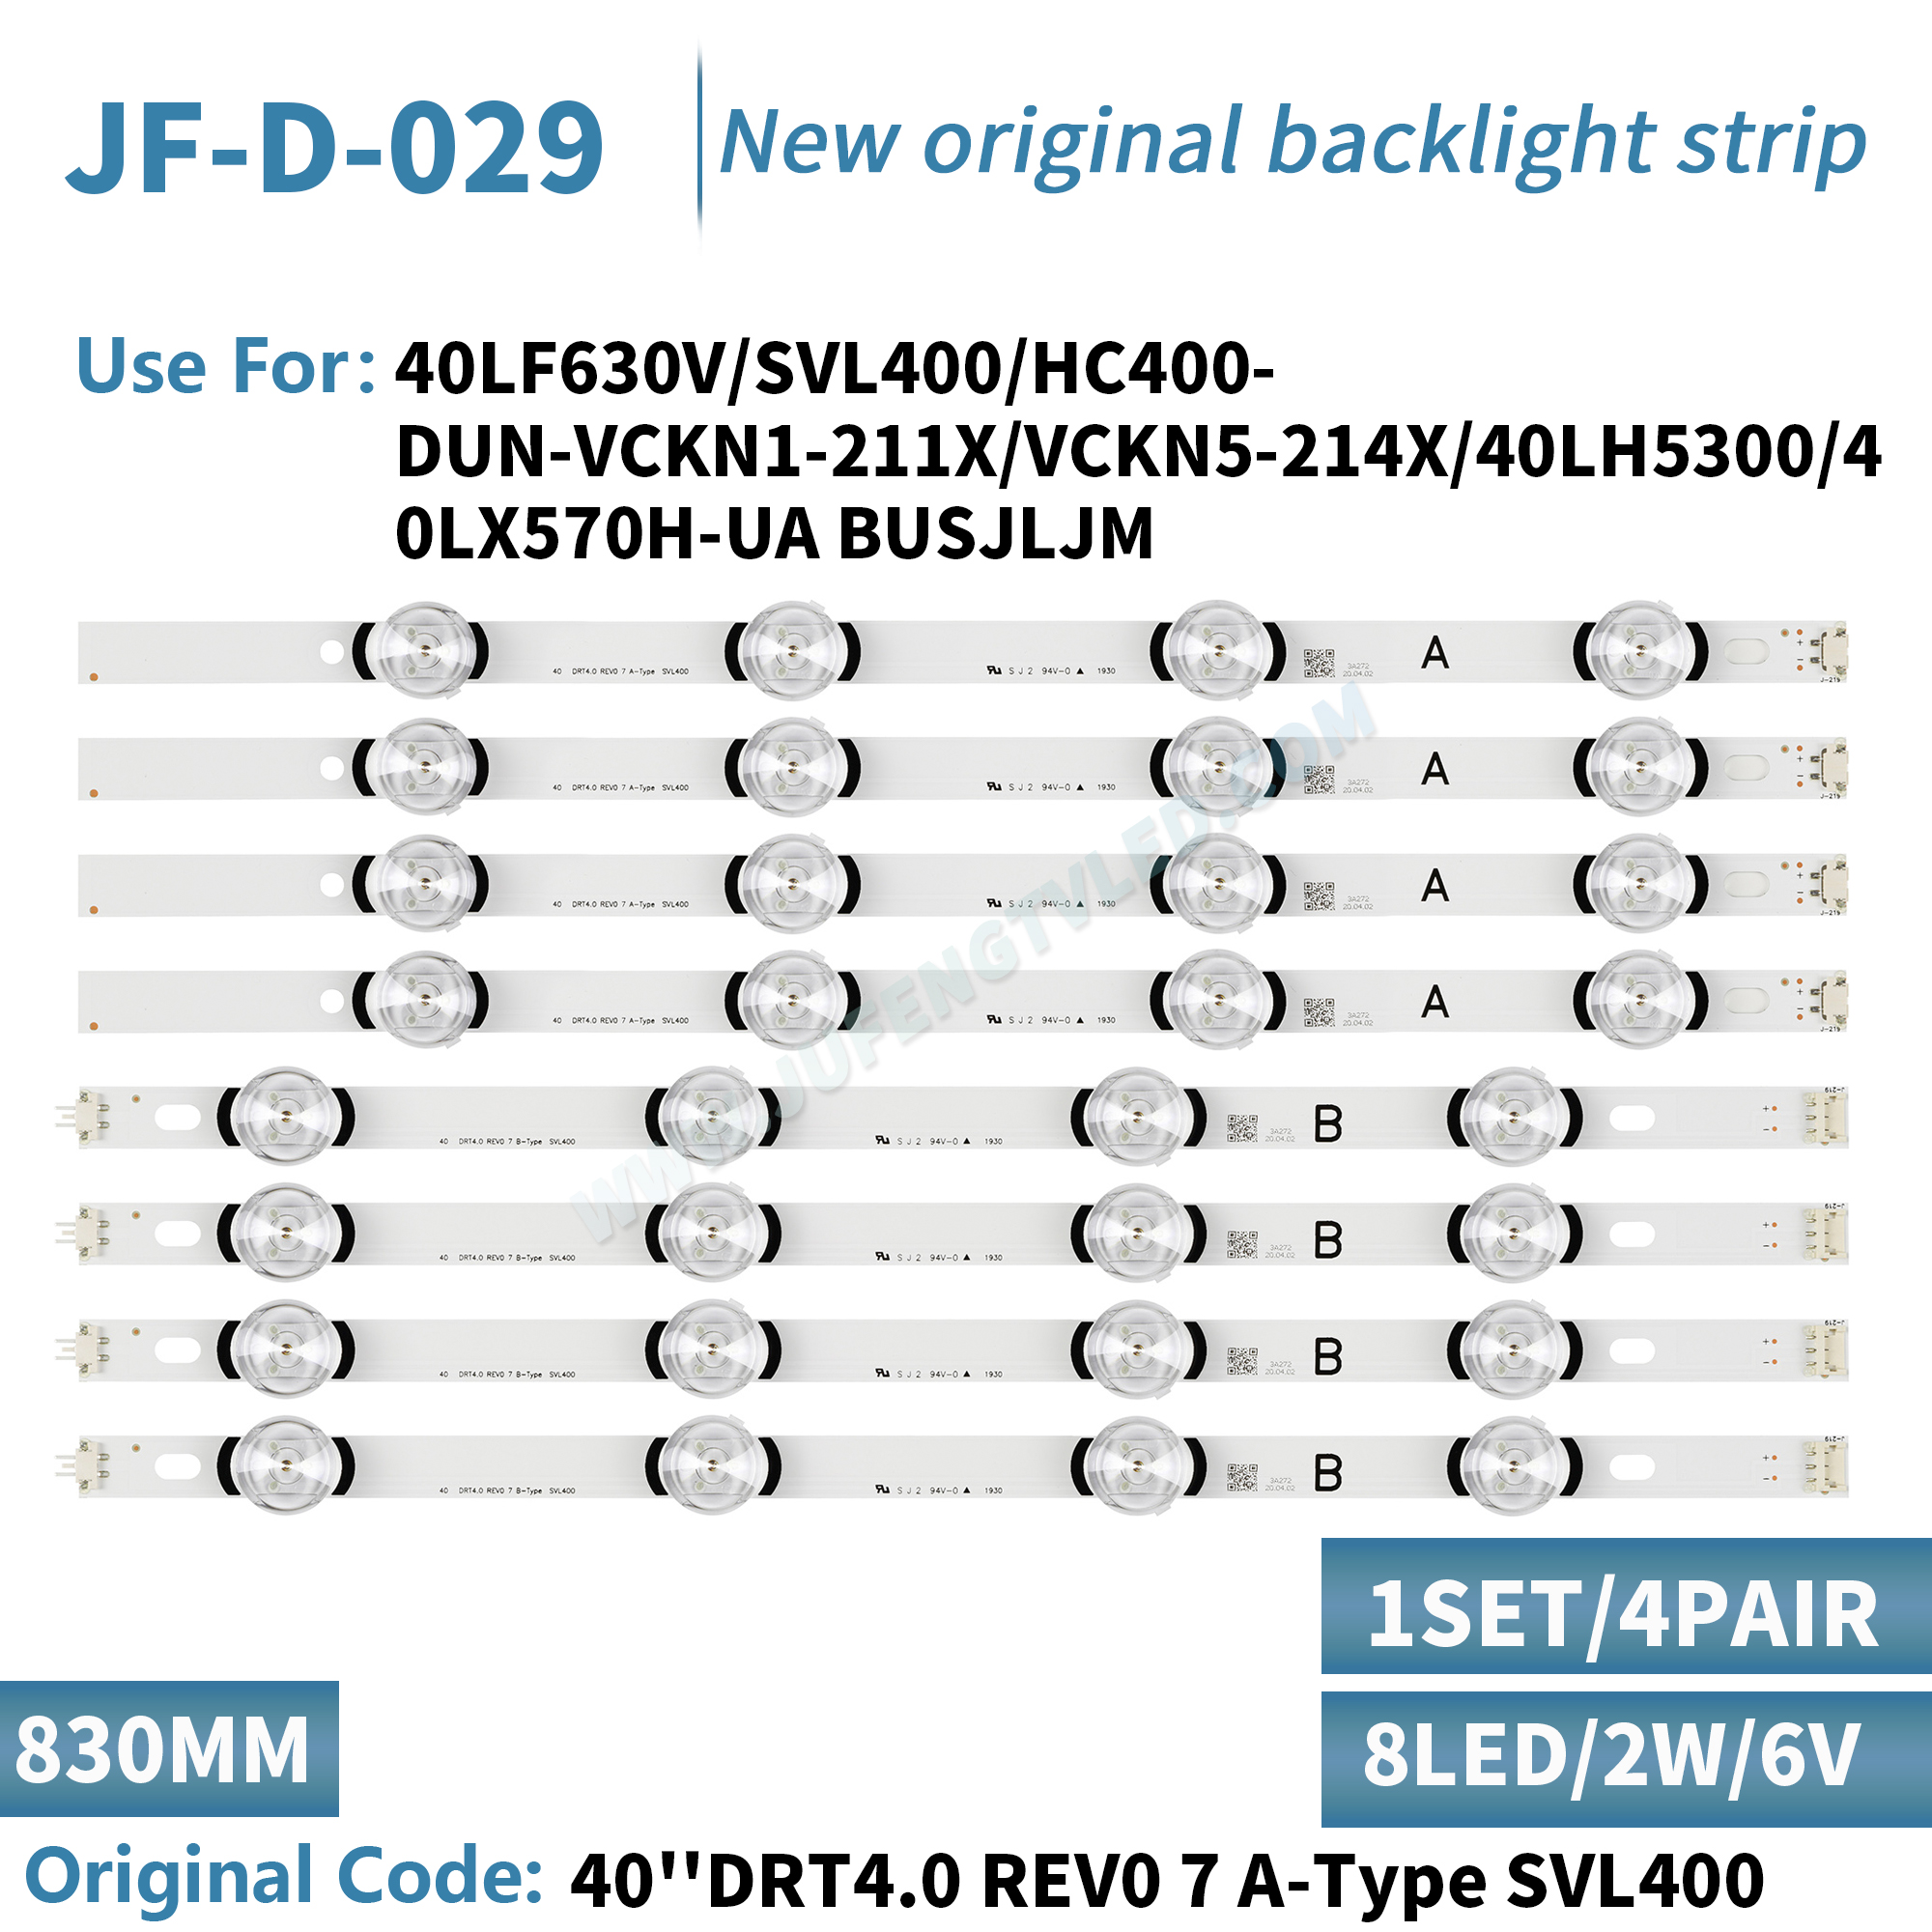 JF-D-029
New original backlight strip
Use For: 40LF630V/SVL400/HC400-
DUN-VCKN1-211X/VCKN5-214X/40LH5300/4
0LX570H-UA BUSJLJM
40 DRT4.0 REV0 7 A-Type SVL400 SJ2 94V-0 ▲ 1930 3A272 20.04.02 A + - J-219
40 DRT4.0 REV0 7 A-Type SVL400 SJ2 94V-0 ▲ 1930 3A272 20.04.02 A + - J-219
40 DRT4.0 REV0 7 A-Type SVL400 SJ2 94V-0 ▲ 1930 3A272 20.04.02 A + - J-219
40 DRT4.0 REV0 7 A-Type SVL400 SJ2 94V-0 ▲ 1930 3A272 20.04.02 A + - J-219
40 DRT4.0 REV0 7 B-Type SVL400 SJ2 94V-0 ▲ 1930 3A272 20.04.02 B + - J-219
40 DRT4.0 REV0 7 B-Type SVL400 SJ2 94V-0 ▲ 1930 3A272 20.04.02 B + - J-219
40 DRT4.0 REV0 7 B-Type SVL400 SJ2 94V-0 ▲ 1930 3A272 20.04.02 B + - J-219
40 DRT4.0 REV0 7 B-Type SVL400 SJ2 94V-0 ▲ 1930 3A272 20.04.02 B + - J-219
WWW.JUFENGTVLED.COM
1SET/4PAIR
830MM
8LED/2W/6V
Original Code: 40''DRT4.0 REV0 7 A-Type SVL400